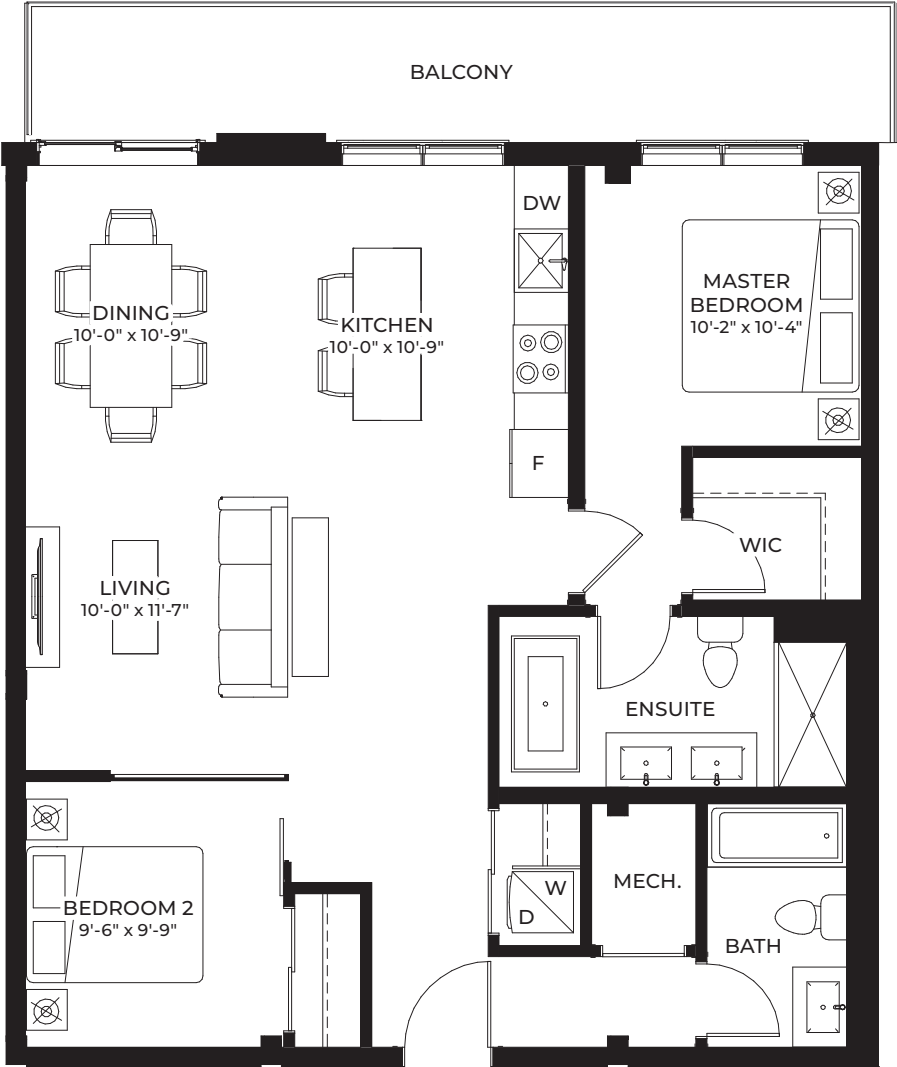 BALCONY
DW
MASTER
BEDROOM
10'-2" x 10'-4"
DINING
10'-0" x 10'-9"
KITCHEN
10'-0" x 10'-9"
F
WIC
LIVING
10'-0" x 11'-7"
ENSUITE
MECH.
W
D
BEDROOM 2
9'-6" x 9'-9"
BATH